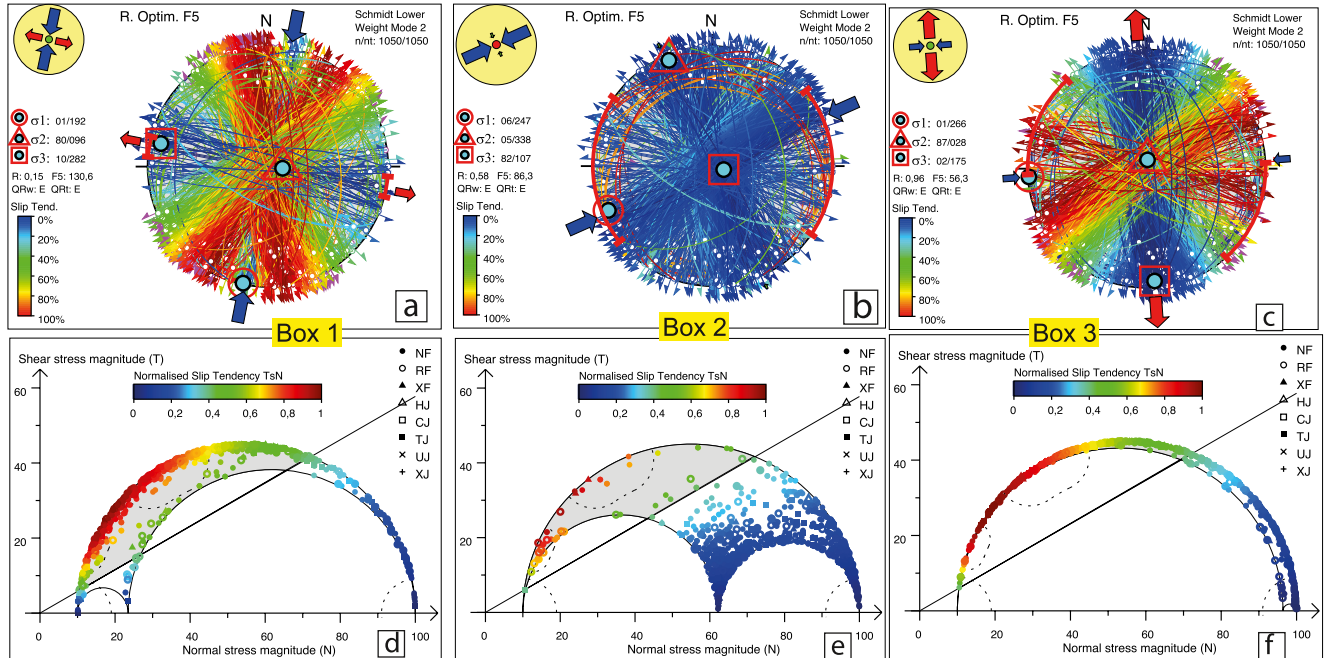 R. Optim. F5
N
Schmidt Lower
Weight Mode 2
n/nt: 1050/1050
σ1: 01/192
σ2: 80/096
σ3: 10/282
R: 0,15 F5: 130,6
QRw: E QRt: E
Slip Tend.
0%
20%
40%
60%
80%
100%
a
R. Optim. F5
N
Schmidt Lower
Weight Mode 2
n/nt: 1050/1050
σ1: 06/247
σ2: 05/338
σ3: 82/107
R: 0,58 F5: 86,3
QRw: E QRt: E
Slip Tend.
0%
20%
40%
60%
80%
100%
b
R. Optim. F5
N
Schmidt Lower
Weight Mode 2
n/nt: 1050/1050
σ1: 01/266
σ2: 87/028
σ3: 02/175
R: 0,96 F5: 56,3
QRw: E QRt: E
Slip Tend.
0%
20%
40%
60%
80%
100%
c
Box 1
Box 2
Box 3
Shear stress magnitude (T)
Normalised Slip Tendency TsN
0 0,2 0,4 0,6 0,8 1
NF
RF
XF
HJ
CJ
TJ
UJ
XJ
60
40
20
0
0 20 40 60 80 100
Normal stress magnitude (N)
d
Shear stress magnitude (T)
Normalised Slip Tendency TsN
0 0,2 0,4 0,6 0,8 1
NF
RF
XF
HJ
CJ
TJ
UJ
XJ
60
40
20
0
0 20 40 60 80 100
Normal stress magnitude (N)
e
Shear stress magnitude (T)
Normalised Slip Tendency TsN
0 0,2 0,4 0,6 0,8 1
NF
RF
XF
HJ
CJ
TJ
UJ
XJ
60
40
20
0
0 20 40 60 80 100
Normal stress magnitude (N)
f